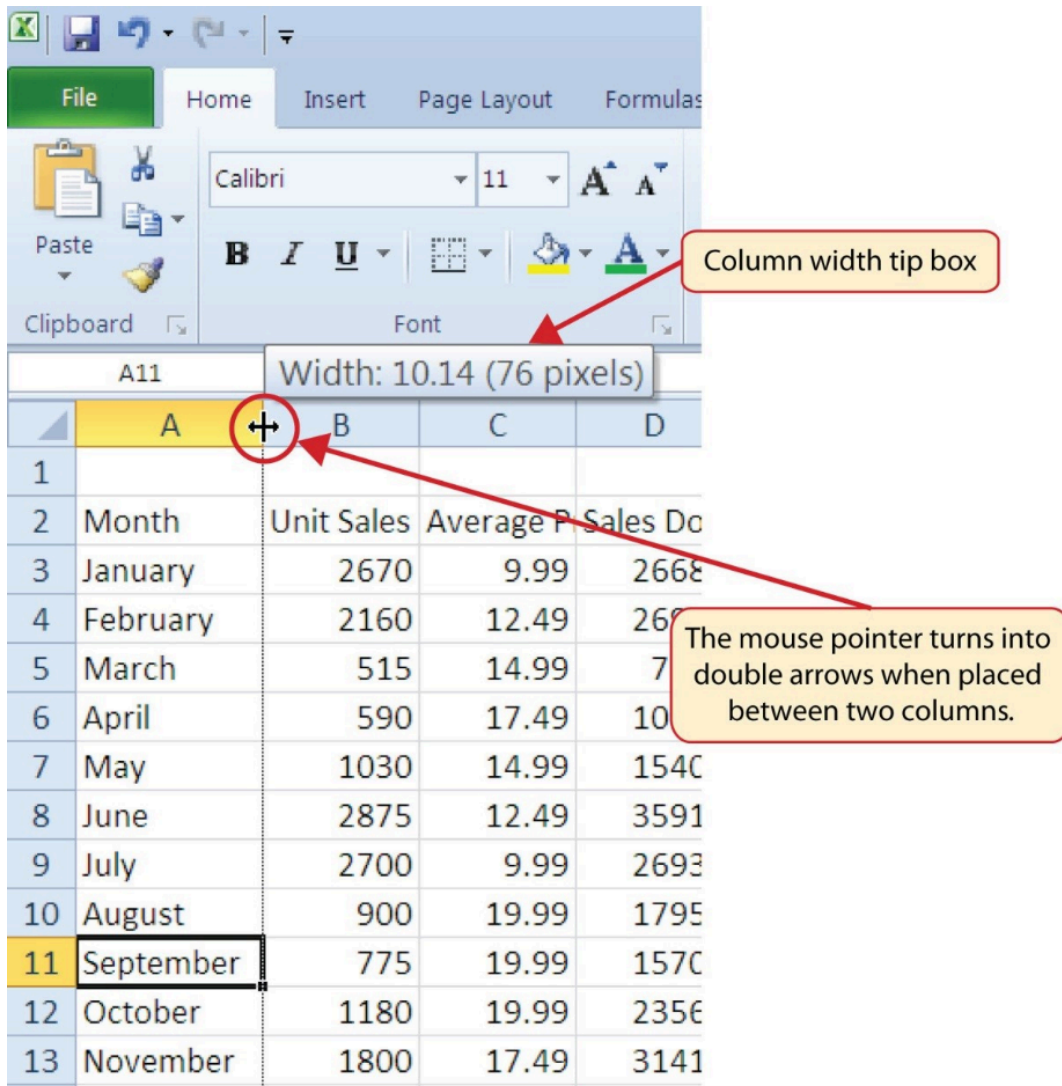 File Home Insert Page Layout Formulas
Calibri 11 A A
Paste B I U A
Clipboard Font
Column width tip box
A11 Width: 10.14 (76 pixels)
A B C D
1
2 Month Unit Sales Average P Sales Do
3 January 2670 9.99 2668
4 February 2160 12.49
5 March 515 14.99 7
6 April 590 17.49 10
7 May 1030 14.99 1540
8 June 2875 12.49 3591
9 July 2700 9.99 2693
10 August 900 19.99 1795
11 September 775 19.99 1570
12 October 1180 19.99 2356
13 November 1800 17.49 3141
The mouse pointer turns into
double arrows when placed
between two columns.